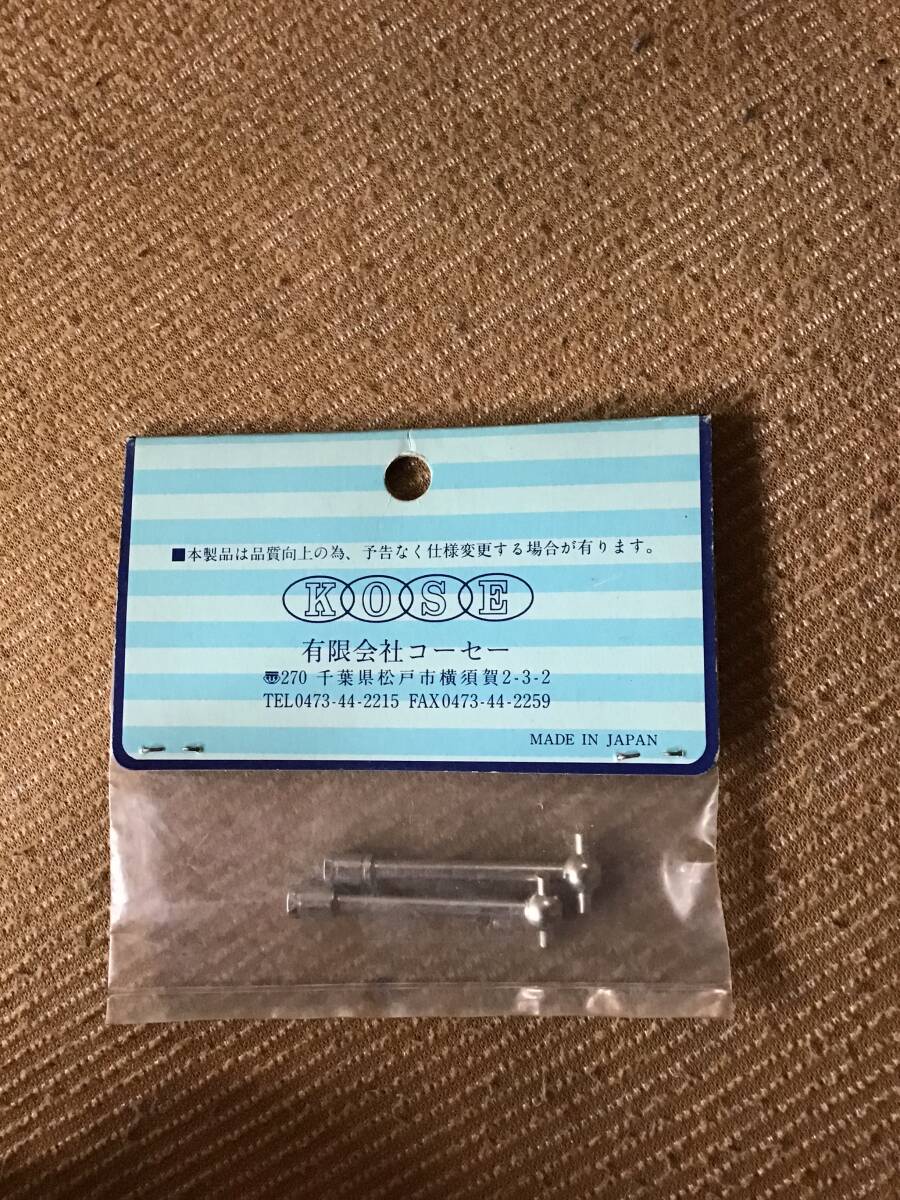 ■本製品は品質向上の為、予告なく仕様変更する場合が有ります。
KOSE
有限会社コーセー
〠270 千葉県松戸市横須賀2-3-2
TEL0473-44-2215 FAX0473-44-2259
MADE IN JAPAN